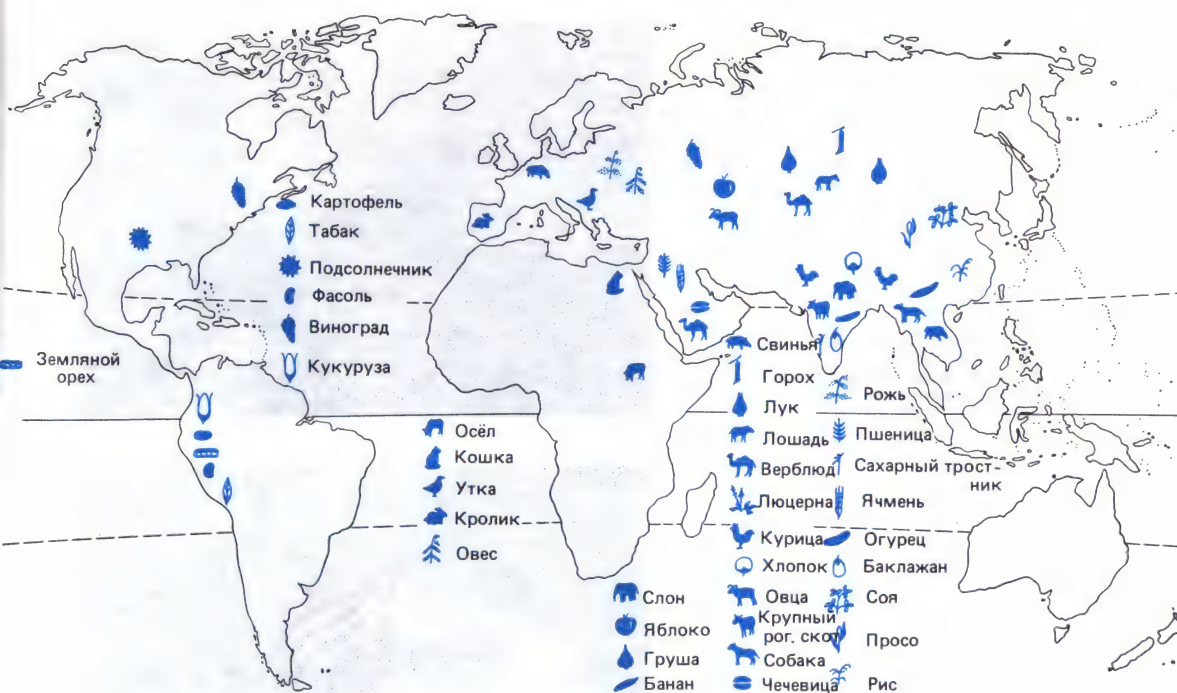 Картофель
Табак
Подсолнечник
Фасоль
Виноград
Кукуруза
Земляной
орех
Осёл
Кошка
Утка
Кролик
Овес
Слон
Яблоко
Груша
Банан
Свинья
Горох
Лук
Лошадь
Верблюд
Люцерна
Курица
Хлопок
Овца
Крупный
рог. скот
Собака
Чечевица
Рожь
Пшеница
Сахарный трост-
ник
Ячмень
Огурец
Баклажан
Соя
Просо
Рис